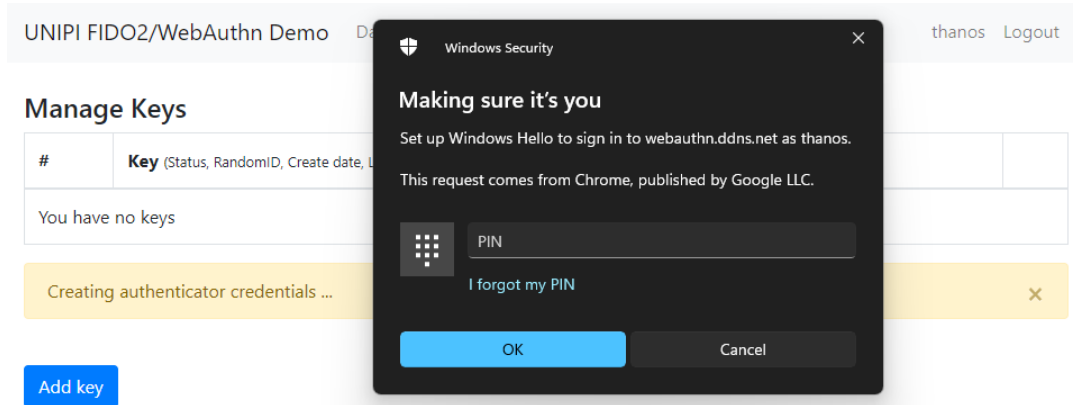 UNIPI FIDO2/WebAuthn Demo
thanos Logout
Manage Keys
# Key (Status, RandomID, Create date,
You have no keys
Creating authenticator credentials ...
×
Add key
Windows Security
Making sure it's you
Set up Windows Hello to sign in to webauthn.ddns.net as thanos.
This request comes from Chrome, published by Google LLC.
PIN
I forgot my PIN
OK Cancel